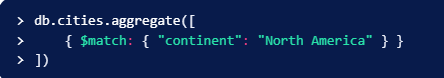 > db.cities.aggregate([
>     { $match: { "continent": "North America" } }
> ])